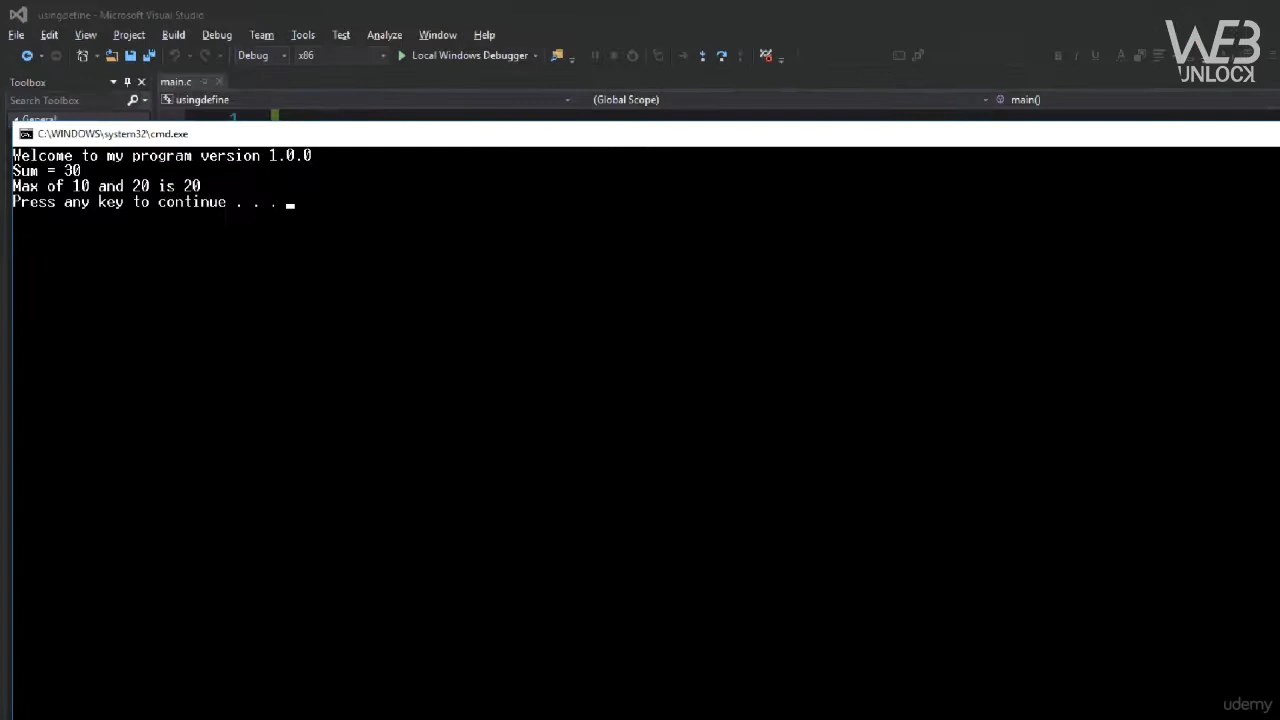 usingdefine - Microsoft Visual Studio
File Edit View Project Build Debug Team Tools Test Analyze Window Help
WEB UNLOCK
Debug x86 Local Windows Debugger
Toolbox main.c
Search Toolbox usingdefine (Global Scope) main()
General 1
C:\WINDOWS\system32\cmd.exe
Welcome to my program version 1.0.0
Sum = 30
Max of 10 and 20 is 20
Press any key to continue . . .
udemy